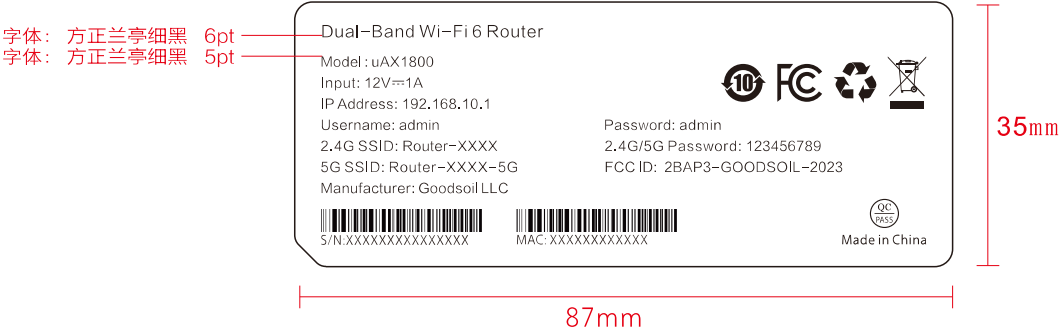 字体： 方正兰亭细黑 6pt
字体： 方正兰亭细黑 5pt
Dual-Band Wi-Fi 6 Router
Model : uAX1800
Input: 12V⎓1A
IP Address: 192.168.10.1
Username: admin
Password: admin
2.4G SSID: Router-XXXX
2.4G/5G Password: 123456789
5G SSID: Router-XXXX-5G
FCC ID: 2BAP3-GOODSOIL-2023
Manufacturer: Goodsoil LLC
10
FC
S/N:XXXXXXXXXXXXXXX
MAC: XXXXXXXXXXXX
QC
PASS
Made in China
35mm
87mm